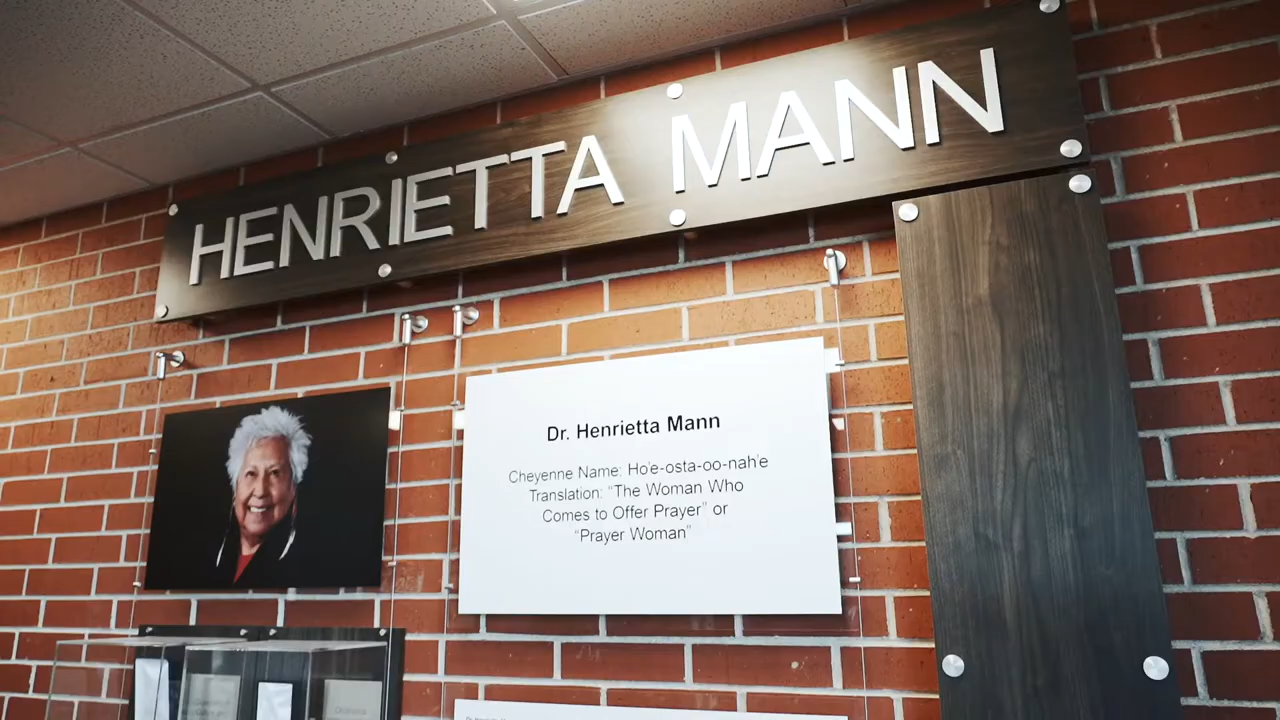 HENRIETTA MANN
Dr. Henrietta Mann
Cheyenne Name: Ho'e-osta-oo-nah'e
Translation: "The Woman Who
Comes to Offer Prayer" or
"Prayer Woman"